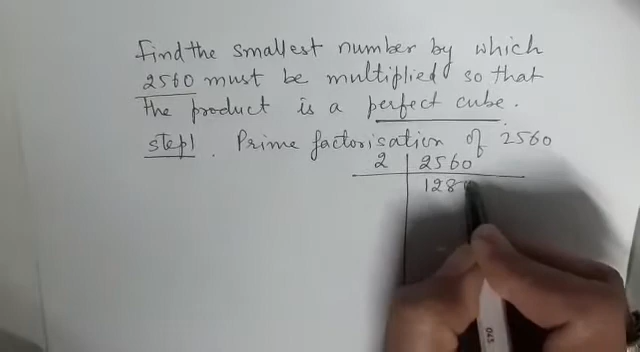 Find the smallest number by which
2560 must be multiplied so that
the product is a perfect cube.
step1. Prime factorisation of 2560
2 2560
128